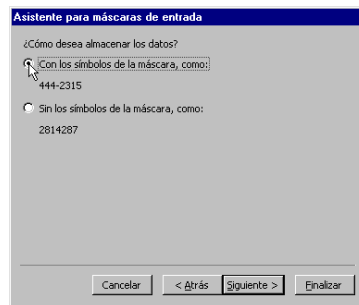 Asistente para máscaras de entrada
¿Cómo desea almacenar los datos?
Con los símbolos de la máscara, como:
444-2315
Sin los símbolos de la máscara, como:
2814287
Cancelar < Atrás Siguiente > Finalizar